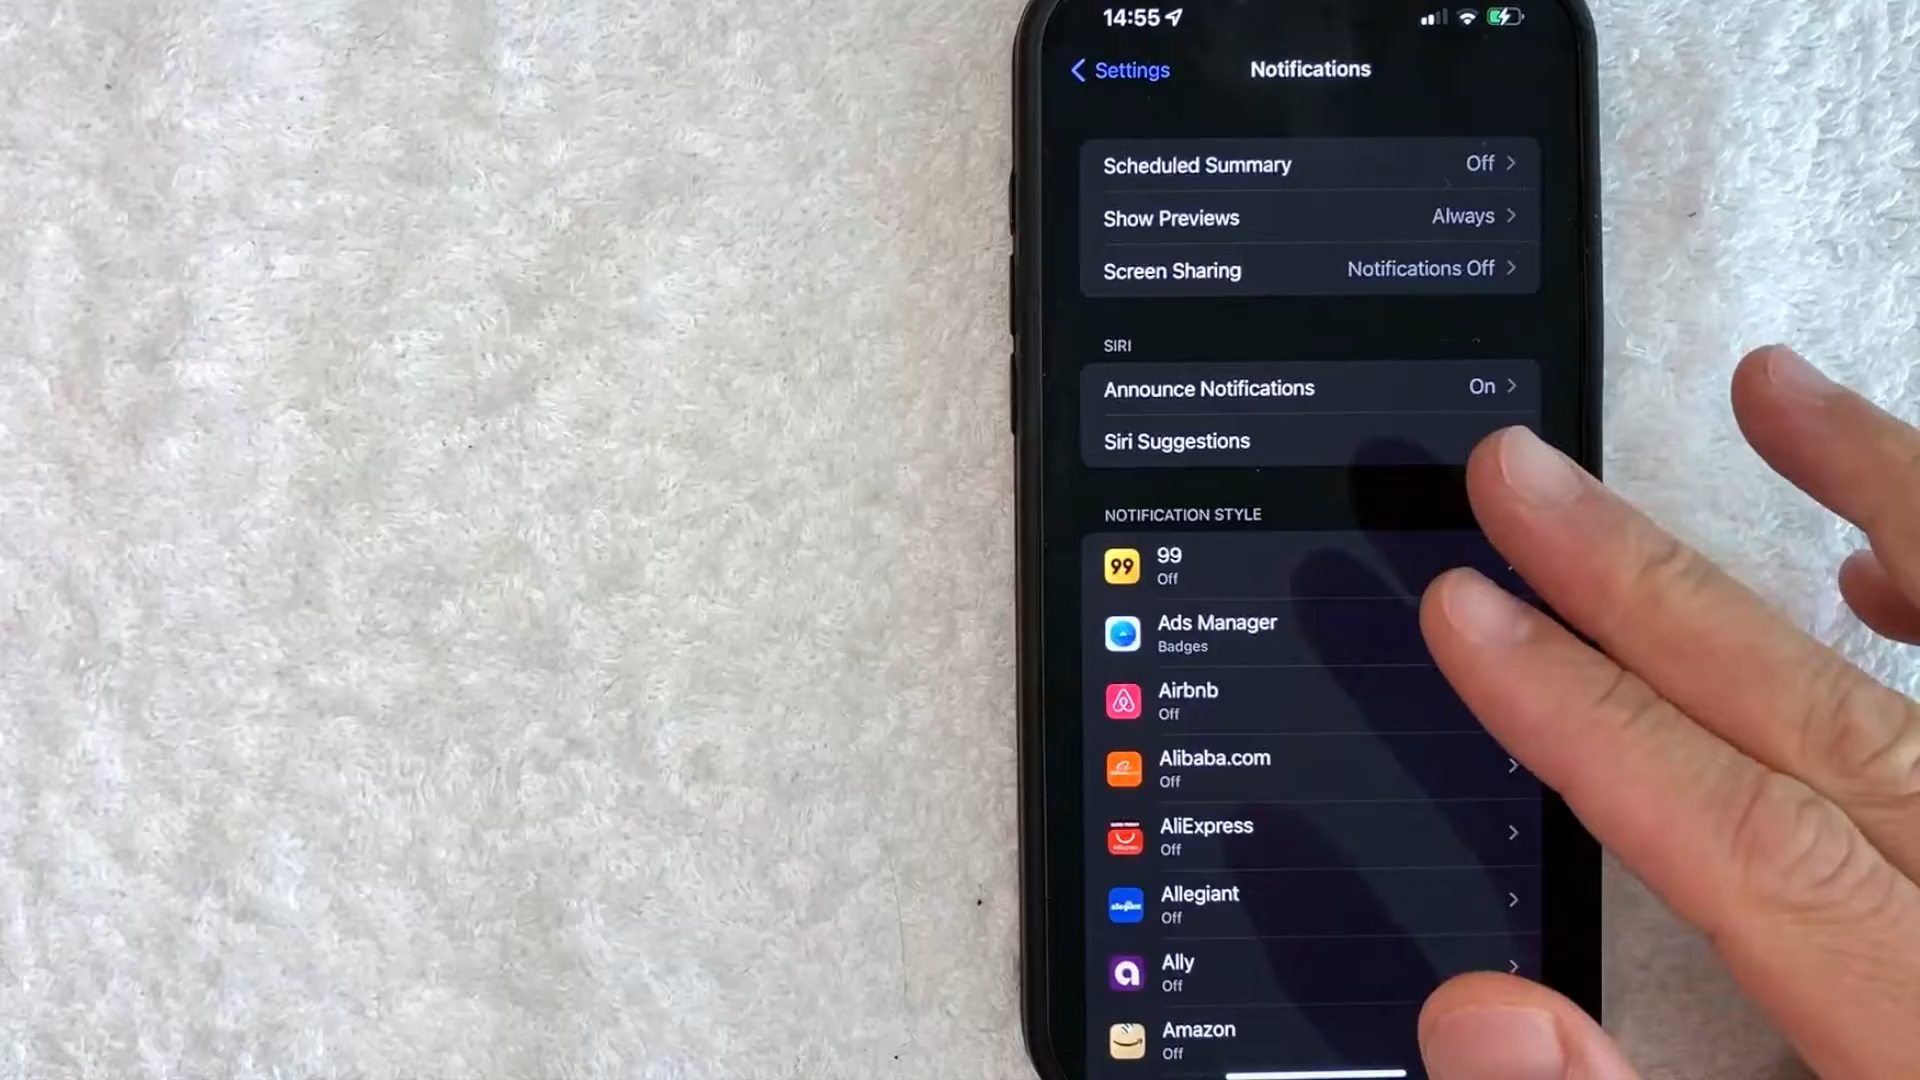 14:55
Settings
Notifications
Scheduled Summary Off
Show Previews Always
Screen Sharing Notifications Off
SIRI
Announce Notifications On
Siri Suggestions
NOTIFICATION STYLE
99
99
Off
Ads Manager
Badges
Airbnb
Off
Alibaba.com
Off
AliExpress
Off
allegiant
Allegiant
Off
a
Ally
Off
Amazon
Off